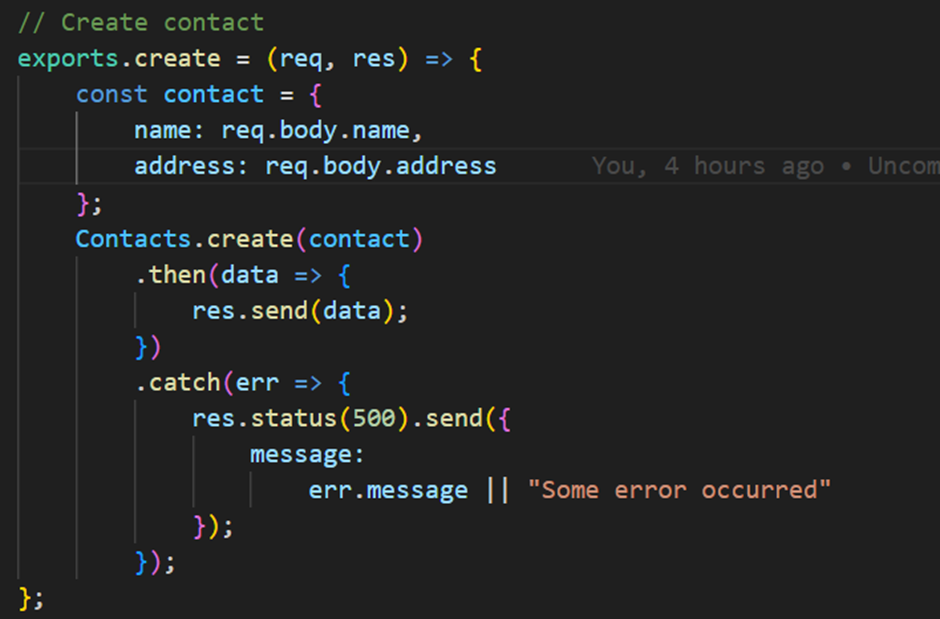 // Create contact
exports.create = (req, res) => {
    const contact = {
        name: req.body.name,
        address: req.body.address        You, 4 hours ago •
    };
    Contacts.create(contact)
        .then(data => {
            res.send(data);
        })
        .catch(err => {
            res.status(500).send({
                message:
                    err.message || "Some error occurred"
            });
        });
};